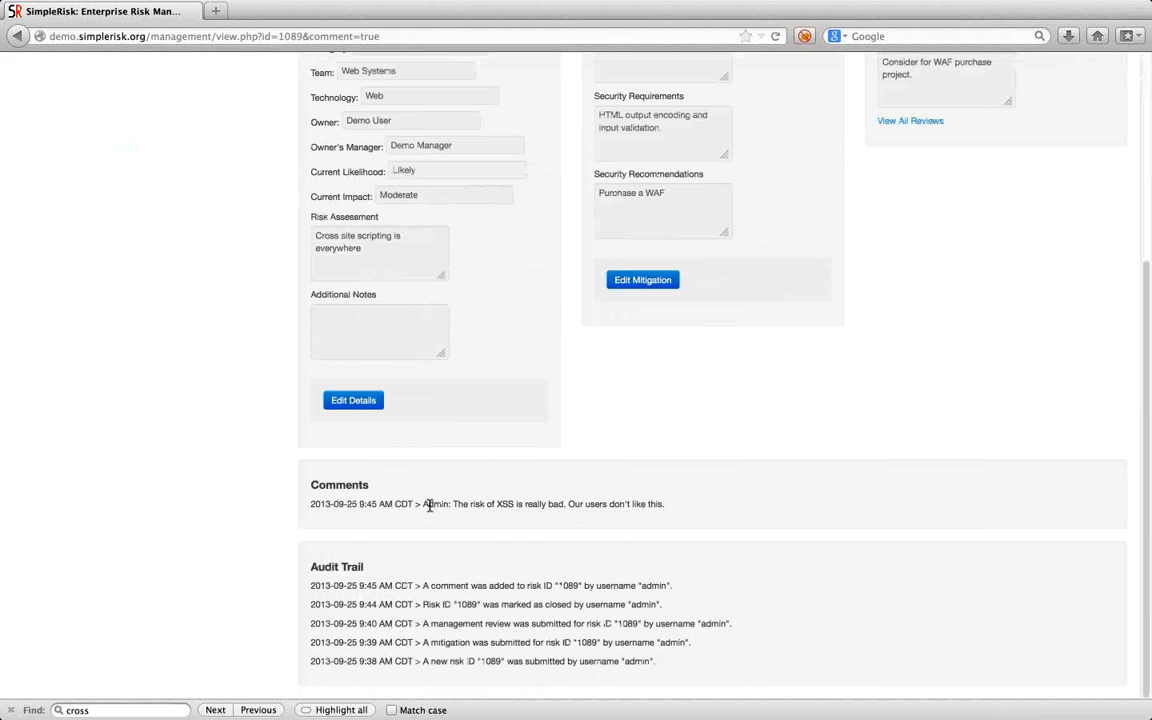 SR SimpleRisk: Enterprise Risk Man...
demo.simplerisk.org/management/view.php?id=1089&comment=true
Google
Team: Web Systems
Technology: Web
Owner: Demo User
Owner's Manager: Demo Manager
Current Likelihood: Likely
Current Impact: Moderate
Risk Assessment
Cross site scripting is
everywhere
Additional Notes
Edit Details
Security Requirements
HTML output encoding and
input validation.
Security Recommendations
Purchase a WAF
Edit Mitigation
Consider for WAF purchase
project.
View All Reviews
Comments
2013-09-25 9:45 AM CDT > Admin: The risk of XSS is really bad. Our users don't like this.
Audit Trail
2013-09-25 9:45 AM CDT > A comment was added to risk ID "1089" by username "admin".
2013-09-25 9:44 AM CDT > Risk ID "1089" was marked as closed by username "admin".
2013-09-25 9:40 AM CDT > A management review was submitted for risk ID "1089" by username "admin".
2013-09-25 9:39 AM CDT > A mitigation was submitted for risk ID "1089" by username "admin".
2013-09-25 9:38 AM CDT > A new risk ID "1089" was submitted by username "admin".
Find: cross Next Previous Highlight all Match case